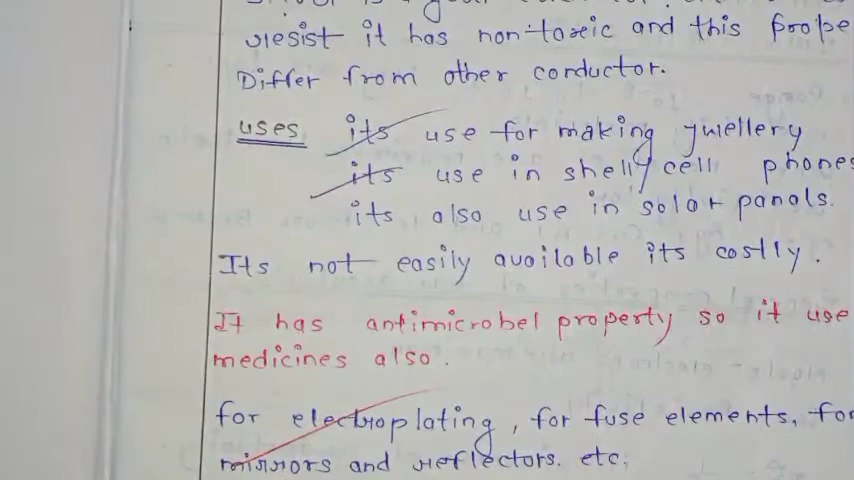 resist it has non-toxic and this prope
Differ from other conductor.
uses its use for making jwellery
its use in shelly cell phones
its also use in solar panals.
Its not easily available its costly.
It has antimicrobel property so it use
medicines also.
for electroplating, for fuse elements, for
mirrors and reflectors. etc.